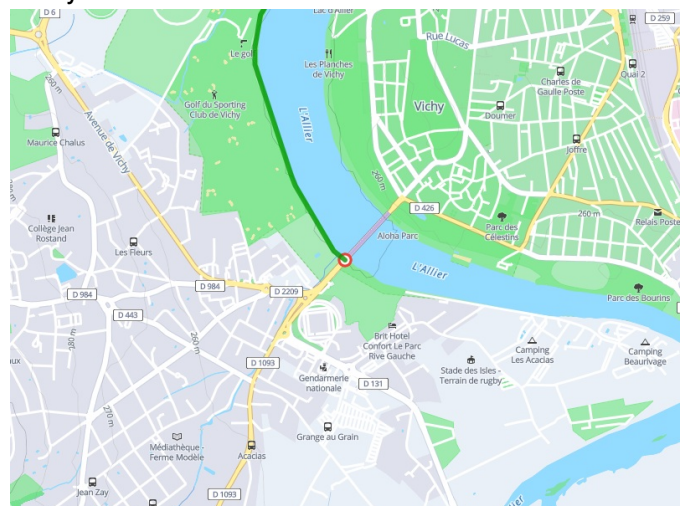 D 6
Lac d'Allier
D 259
Le golf
Les Planches
de Vichy
Rue Lucas
Quai 2
260 m
Charles de
Gaulle Poste
Golf du Sporting
Club de Vichy
Avenue de Vichy
L'Allier
Vichy
Doumer
Maurice Chalus
Joffre
260 m
D 426
260 m
Relais Poste
Collège Jean
Rostand
Parc des
Célestins
Aloha Parc
Les Fleurs
L'Allier
D 984
D 984
D 2209
Parc des Bourins
D 443
260 m
280 m
Brit Hotel
Confort Le Parc
Rive Gauche
Camping
Les Acacias
Camping
Beaurivage
D 1093
Stade des Isles -
Terrain de rugby
Gendarmerie
nationale
D 131
270 m
Grange au Grain
Médiathèque -
Ferme Modèle
Acacias
Jean Zay
D 1093